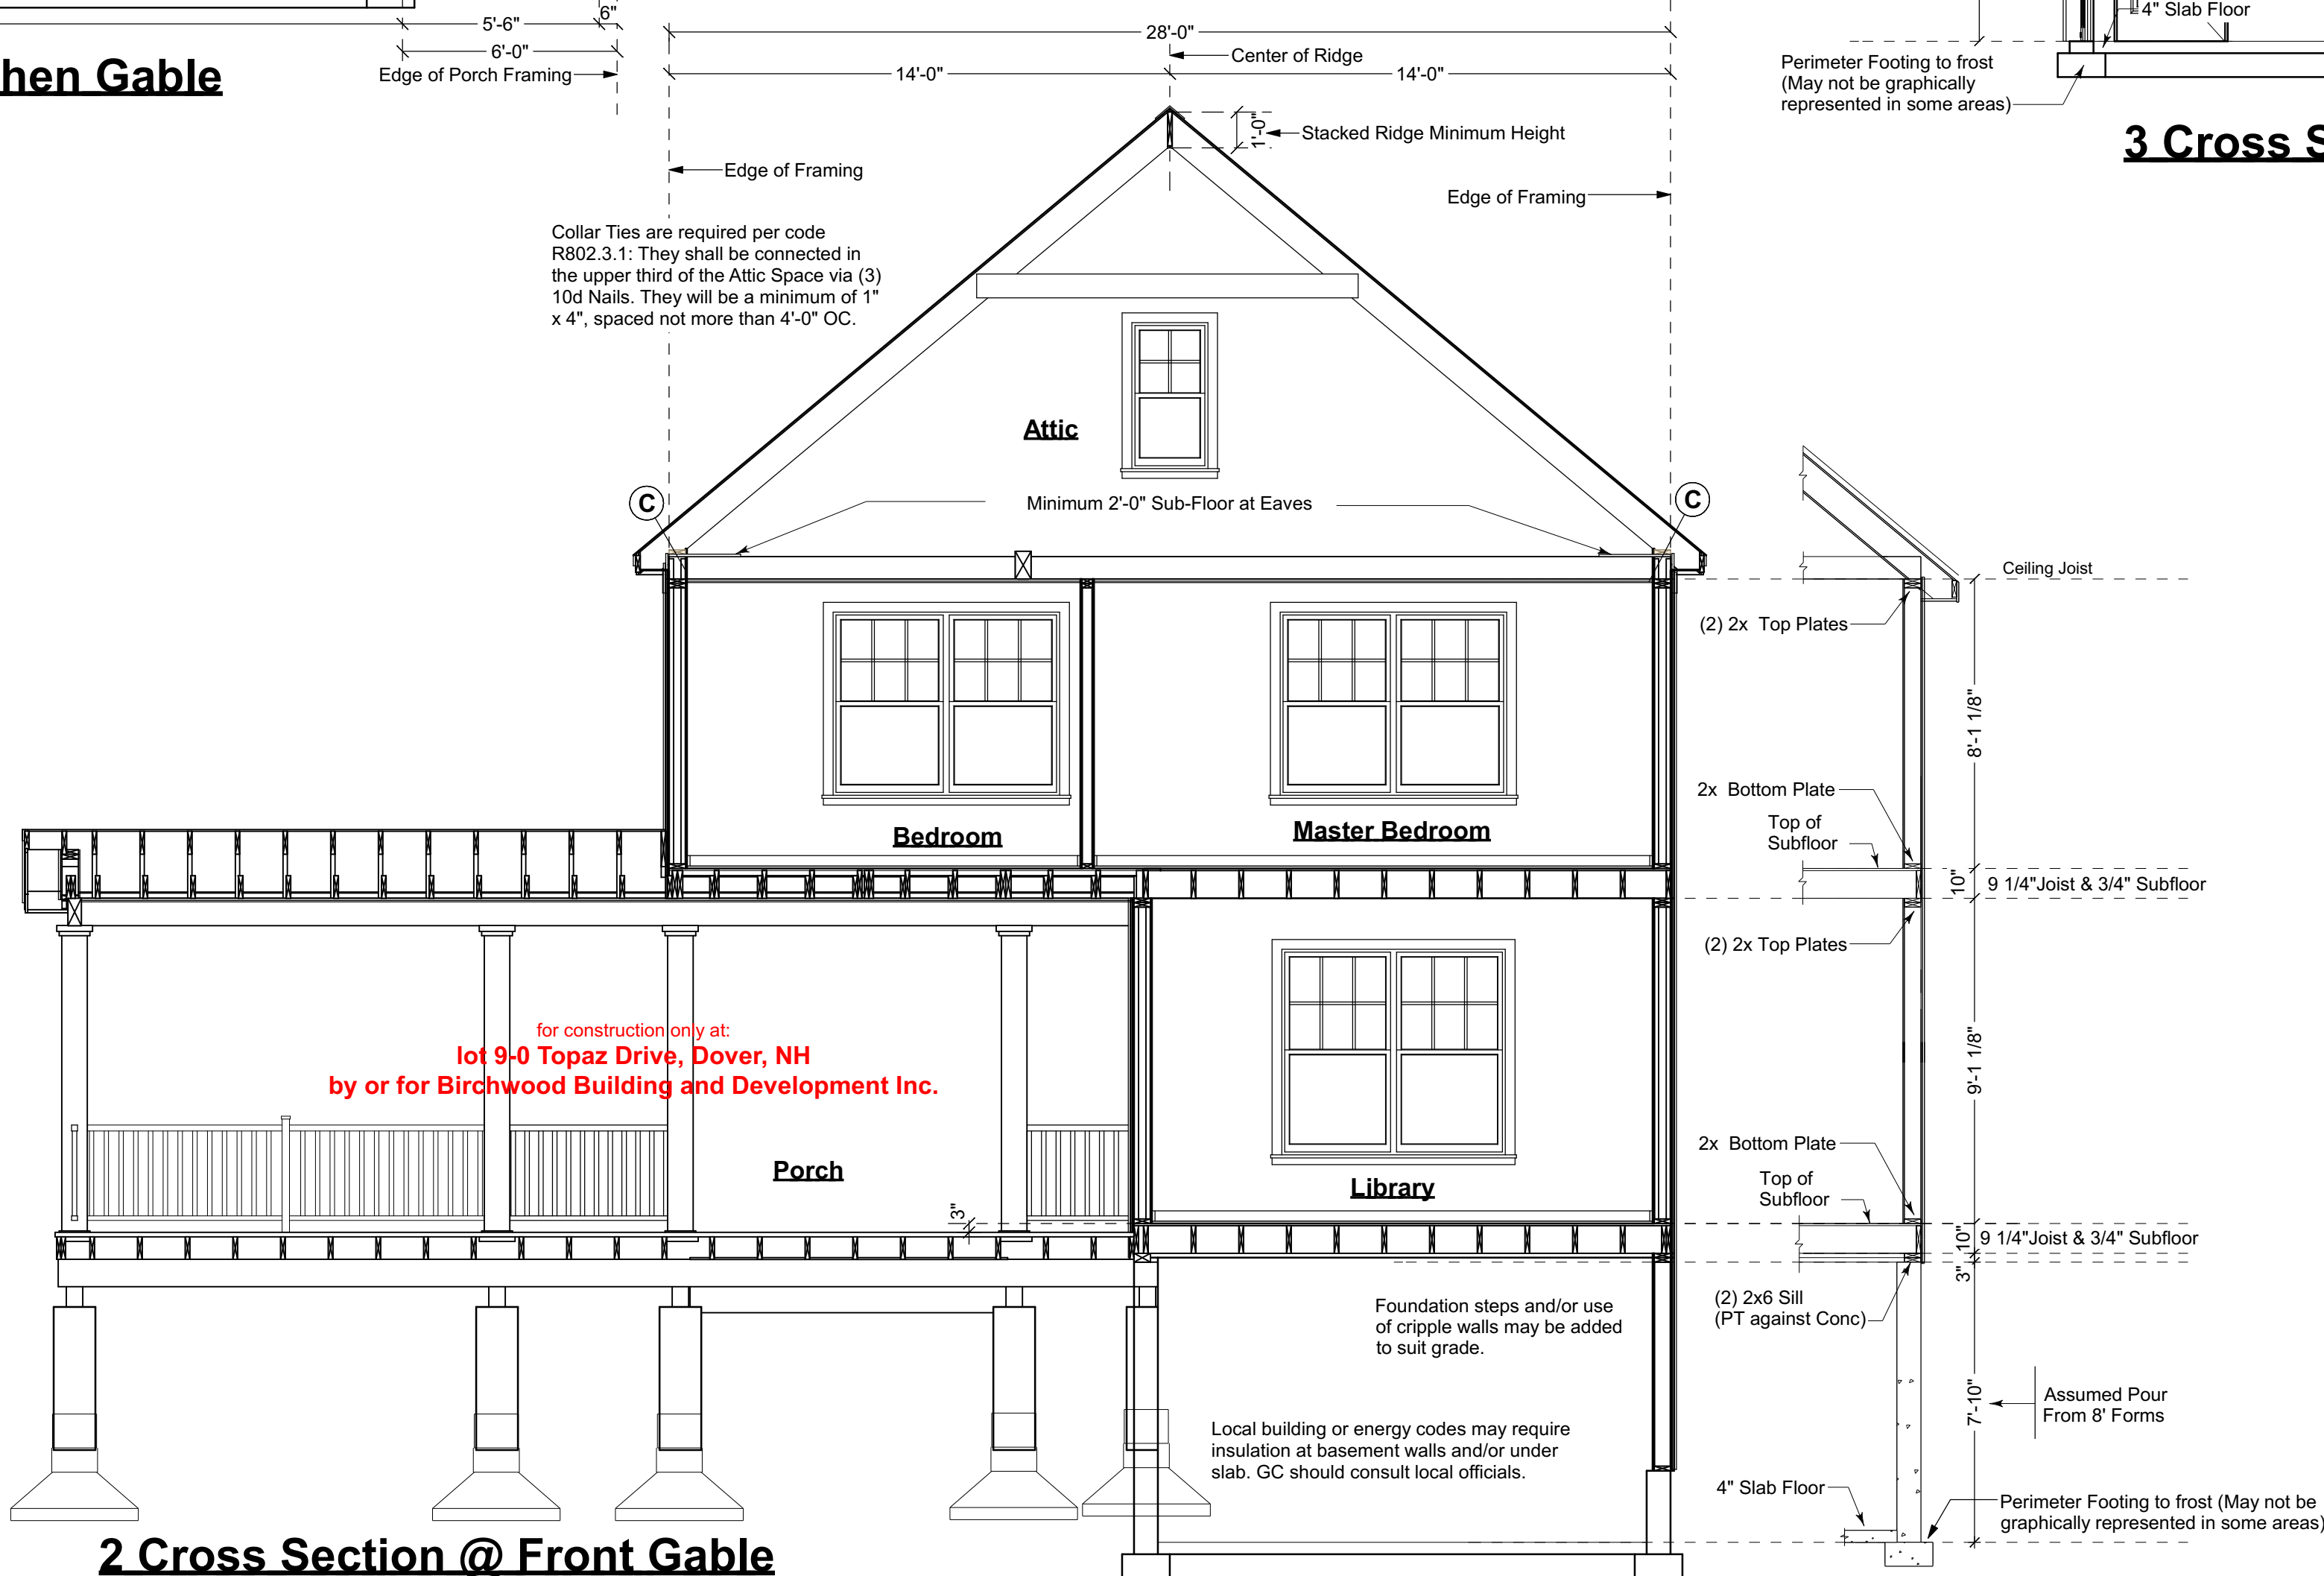 5'-6"
6"
6'-0"
Edge of Porch Framing
hen Gable
28'-0"
Center of Ridge
14'-0"
14'-0"
1'-0"
Stacked Ridge Minimum Height
Edge of Framing
Edge of Framing
4" Slab Floor
Perimeter Footing to frost
(May not be graphically
represented in some areas)
3 Cross S
Collar Ties are required per code
R802.3.1: They shall be connected in
the upper third of the Attic Space via (3)
10d Nails. They will be a minimum of 1"
x 4", spaced not more than 4'-0" OC.
Attic
C
Minimum 2'-0" Sub-Floor at Eaves
C
Ceiling Joist
(2) 2x Top Plates
8'-1 1/8"
2x Bottom Plate
Top of
Subfloor
Bedroom
Master Bedroom
10"
9 1/4"Joist & 3/4" Subfloor
(2) 2x Top Plates
for construction only at:
lot 9-0 Topaz Drive, Dover, NH
by or for Birchwood Building and Development Inc.
9'-1 1/8"
2x Bottom Plate
Top of
Subfloor
Porch
3"
Library
10"
9 1/4"Joist & 3/4" Subfloor
3"
(2) 2x6 Sill
(PT against Conc)
Foundation steps and/or use
of cripple walls may be added
to suit grade.
7'-10"
Assumed Pour
From 8' Forms
Local building or energy codes may require
insulation at basement walls and/or under
slab. GC should consult local officials.
4" Slab Floor
Perimeter Footing to frost (May not be
graphically represented in some areas)
2 Cross Section @ Front Gable